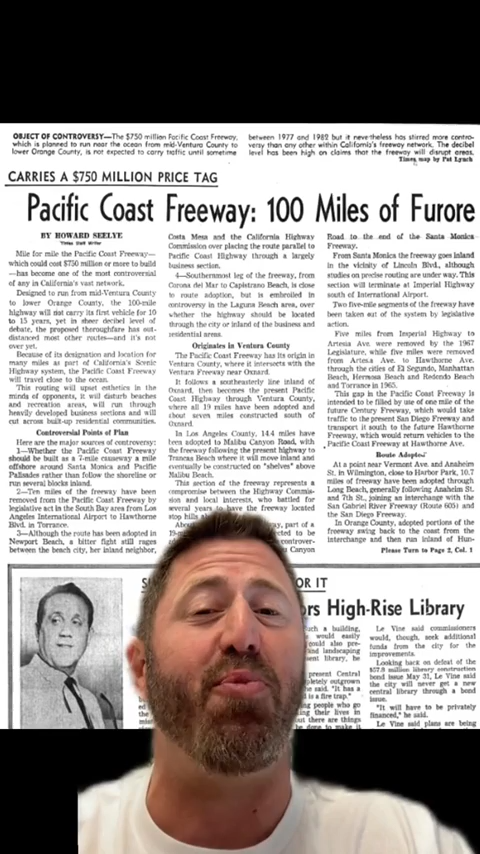 OBJECT OF CONTROVERSY—The $750 million Pacific Coast Freeway,
which is planned to run near the ocean from mid-Ventura County to
lower Orange County, is not expected to carry traffic until sometime
between 1977 and 1982 but it nevertheless has stirred more contro-
versy than any other within California's freeway network. The decibel
level has been high on claims that the freeway will disrupt areas.
Times map by Pat Lynch
CARRIES A $750 MILLION PRICE TAG
Pacific Coast Freeway: 100 Miles of Furore
BY HOWARD SEELYE
Times Staff Writer
Mile for mile the Pacific Coast Freeway—
which could cost $750 million or more to build
—has become one of the most controversial
of any in California's vast network.
Designed to run from mid-Ventura County
to lower Orange County, the 100-mile
highway will not carry its first vehicle for 10
to 15 years, yet in sheer decibel level of
debate, the proposed thoroughfare has out-
distanced most other routes—and it's not
over yet.
Because of its designation and location for
many miles as part of California's Scenic
Highway system, the Pacific Coast Freeway
will travel close to the ocean.
This routing will upset esthetics in the
minds of opponents, it will disturb beaches
and recreation areas, will run through
heavily developed business sections and will
cut across built-up residential communities.
Controversial Points of Plan
Here are the major sources of controversy:
1—Whether the Pacific Coast Freeway
should be built as a 7-mile causeway a mile
offshore around Santa Monica and Pacific
Palisades rather than follow the shoreline or
run several blocks inland.
2—Ten miles of the freeway have been
removed from the Pacific Coast Freeway by
legislative act in the South Bay area from Los
Angeles International Airport to Hawthorne
Blvd. in Torrance.
3—Although the route has been adopted in
Newport Beach, a bitter fight still rages
between the beach city, her inland neighbor,
Costa Mesa and the California Highway
Commission over placing the route parallel to
Pacific Coast Highway through a largely
business section.
4—Southernmost leg of the freeway, from
Corona del Mar to Capistrano Beach, is close
to route adoption, but is embroiled in
controversy in the Laguna Beach area, over
whether the highway should be located
through the city or inland of the business and
residential areas.
Originates in Ventura County
The Pacific Coast Freeway has its origin in
Ventura County, where it intersects with the
Ventura Freeway near Oxnard.
It follows a southeasterly line inland of
Oxnard, then becomes the present Pacific
Coast Highway through Ventura County,
where all 19 miles have been adopted and
about seven miles constructed south of
Oxnard.
In Los Angeles County, 14.4 miles have
been adopted to Malibu Canyon Road, with
the freeway following the present highway to
Trancas Beach where it will move inland and
eventually be constructed on "shelves" above
Malibu Beach.
This section of the freeway represents a
compromise between the Highway Commis-
sion and local interests, who battled for
several years to have the freeway located
atop hills
Abou
way, part of a
19-m
cted to be
controver-
Canyon
Road to the end of the Santa Monica
Freeway.
From Santa Monica the freeway goes inland
in the vicinity of Lincoln Blvd., although
studies on precise routing are under way. This
section will terminate at Imperial Highway
south of International Airport.
Two five-mile segments of the freeway have
been taken out of the system by legislative
action.
Five miles from Imperial Highway to
Artesia Ave. were removed by the 1967
Legislature, while five miles were removed
from Artesia Ave. to Hawthorne Ave.
through the cities of El Segundo, Manhattan
Beach, Hermosa Beach and Redondo Beach
and Torrance in 1965.
This gap in the Pacific Coast Freeway is
intended to be filled by use of one mile of the
future Century Freeway, which would take
traffic to the present San Diego Freeway and
transport it south to the future Hawthorne
Freeway, which would return vehicles to the
Pacific Coast Freeway at Hawthorne Ave.
Route Adopted
At a point near Vermont Ave. and Anaheim
St. in Wilmington, close to Harbor Park, 10.7
miles of freeway have been adopted through
Long Beach, generally following Anaheim St.
and 7th St., joining an interchange with the
San Gabriel River Freeway (Route 605) and
the San Diego Freeway.
In Orange County, adopted portions of the
freeway swing back to the coast from the
interchange and then run inland of Hun-
Please Turn to Page 2, Col. 1
OR IT
ors High-Rise Library
uch a building,
would easily
could also pre-
kind landscaping
ent library, he
present Central
pletely outgrown
he said. "It has a
is a fire trap."
ing people who go
ng their lives in
out there are things
be done to make it
Le Vine said commissioners
would, though, seek additional
funds from the city for the
improvements.
Looking back on defeat of the
library construction
bond issue May 31, Le Vine said
the city will never get a new
central library through a bond
issue.
"It will have to be privately
financed," he said.
Le Vine said plans are being